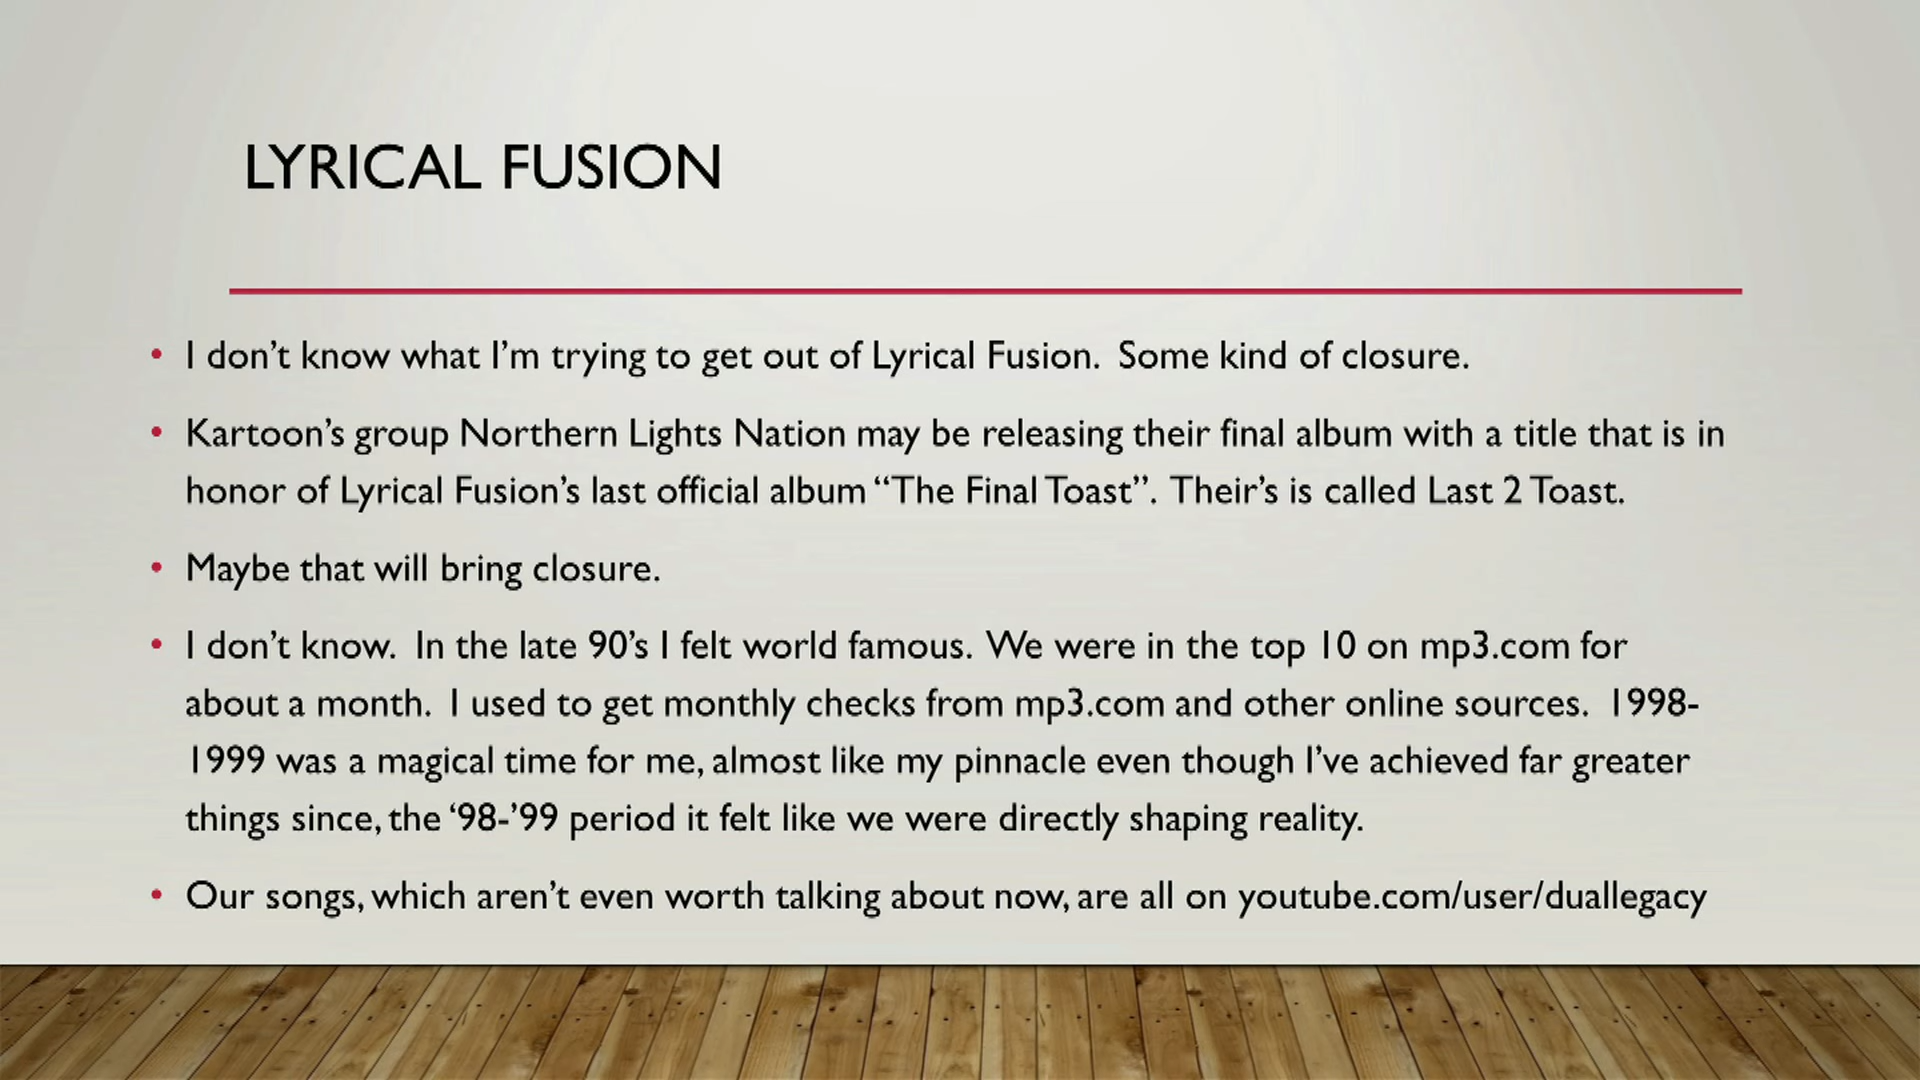 LYRICAL FUSION
• I don’t know what I’m trying to get out of Lyrical Fusion.  Some kind of closure.
• Kartoon’s group Northern Lights Nation may be releasing their final album with a title that is in
honor of Lyrical Fusion’s last official album “The Final Toast”.  Their’s is called Last 2 Toast.
• Maybe that will bring closure.
• I don’t know.  In the late 90’s I felt world famous.  We were in the top 10 on mp3.com for
about a month.  I used to get monthly checks from mp3.com and other online sources.  1998-
1999 was a magical time for me, almost like my pinnacle even though I’ve achieved far greater
things since, the ‘98-’99 period it felt like we were directly shaping reality.
• Our songs, which aren’t even worth talking about now, are all on youtube.com/user/duallegacy